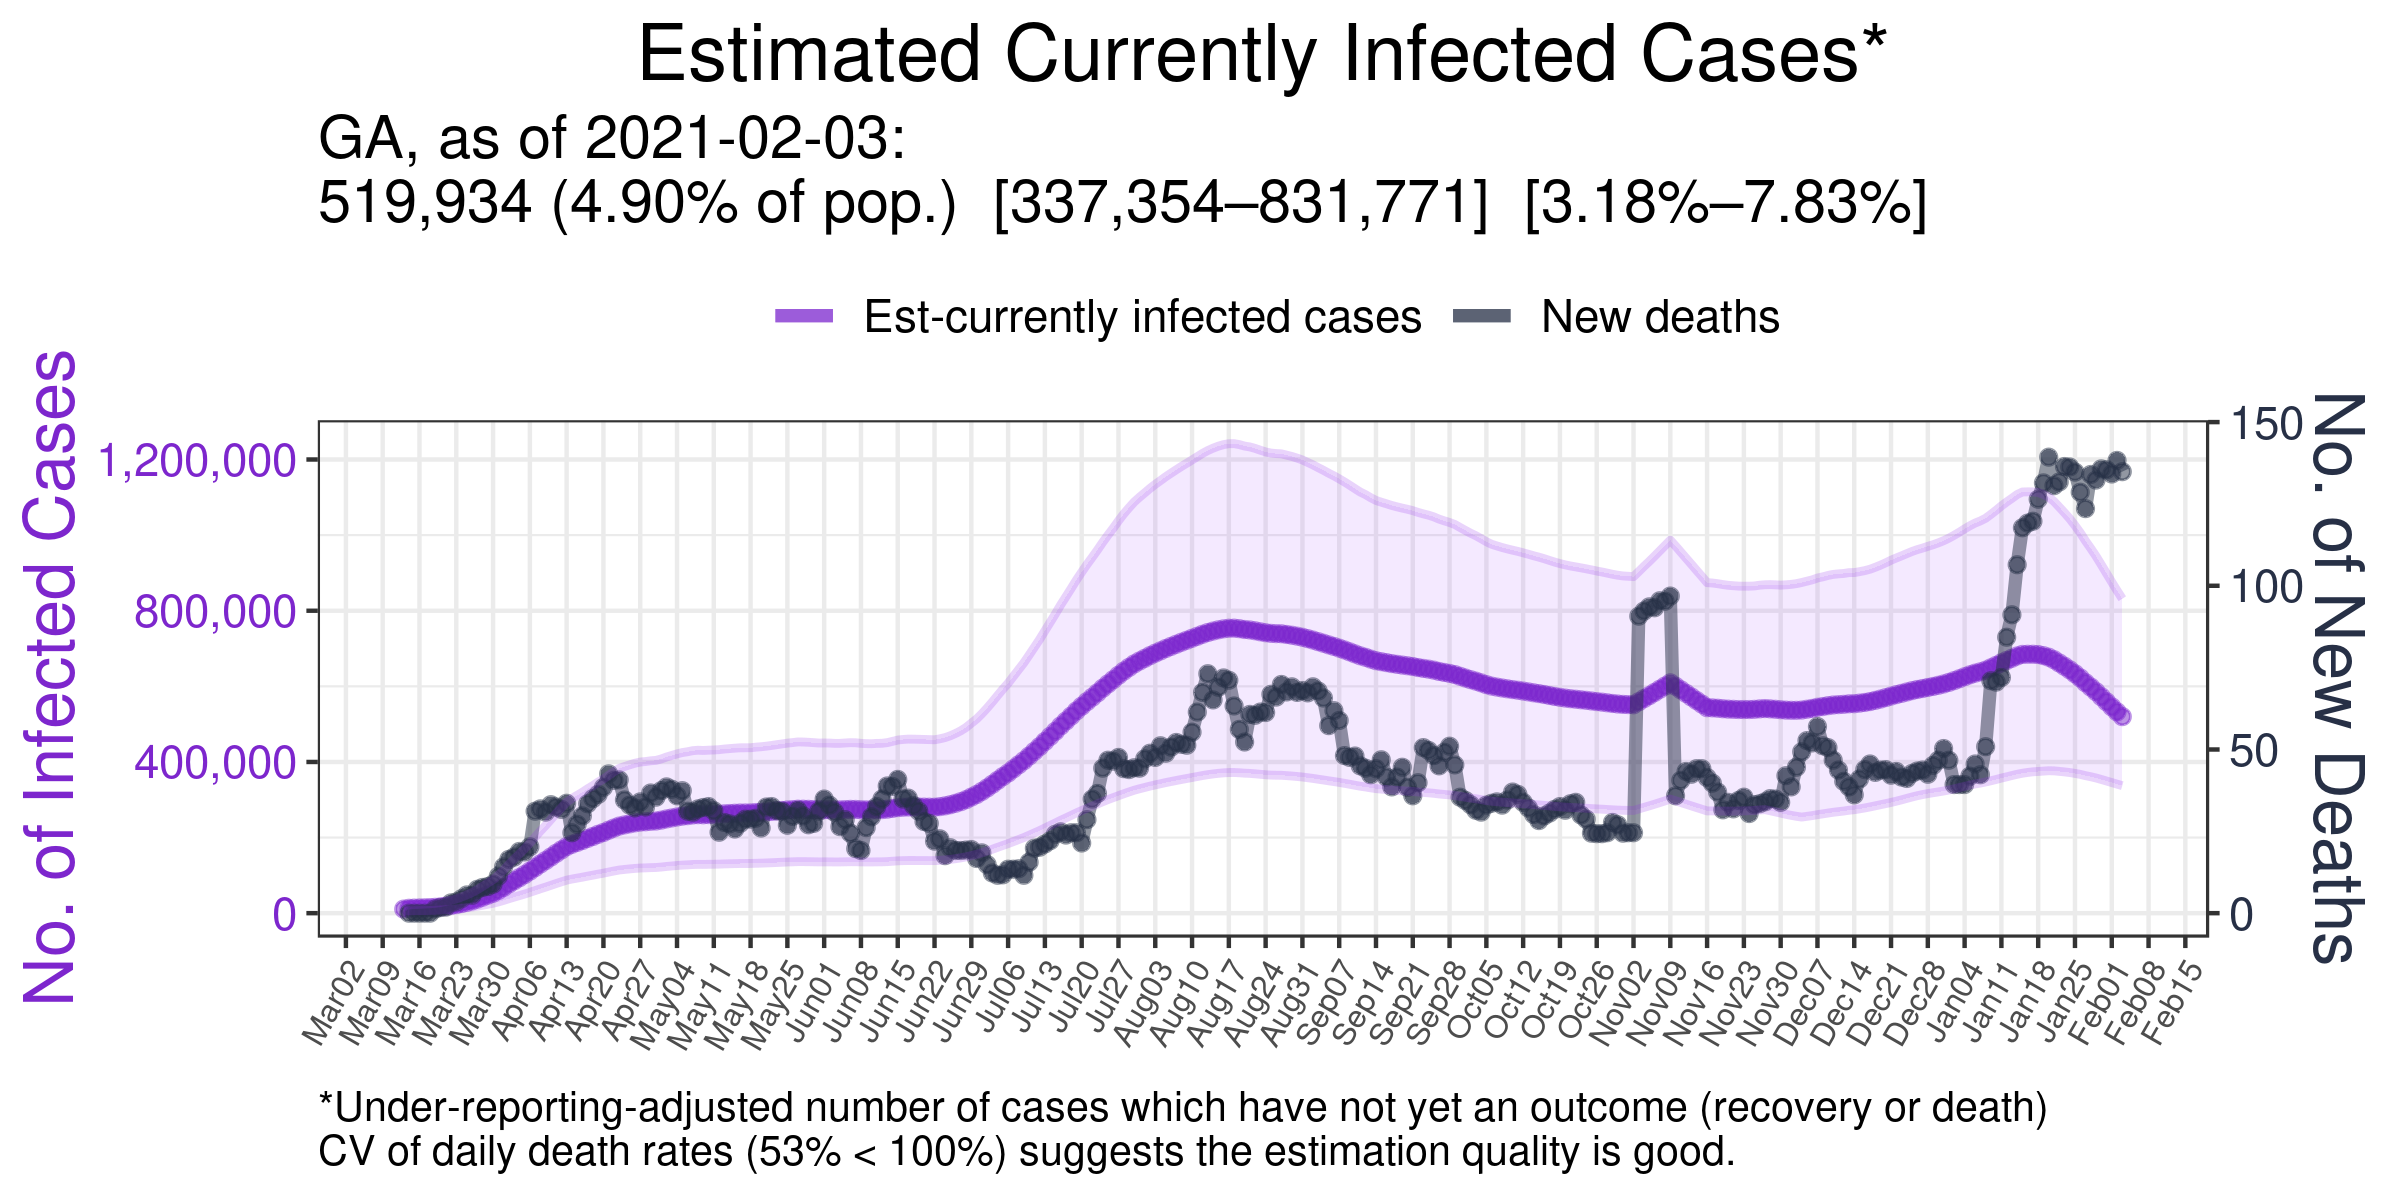 Estimated Currently Infected Cases*
GA, as of 2021-02-03:
519,934 (4.90% of pop.) [337,354–831,771] [3.18%–7.83%]
Est-currently infected cases New deaths
No. of Infected Cases
1,200,000
800,000
400,000
0
150
100
50
0
No. of New Deaths
Mar02 Mar09 Mar16 Mar23 Mar30 Apr06 Apr13 Apr20 Apr27 May04 May11 May18 May25 Jun01 Jun08 Jun15 Jun22 Jun29 Jul06 Jul13 Jul20 Jul27 Aug03 Aug10 Aug17 Aug24 Aug31 Sep07 Sep14 Sep21 Sep28 Oct05 Oct12 Oct19 Oct26 Nov02 Nov09 Nov16 Nov23 Nov30 Dec07 Dec14 Dec21 Dec28 Jan04 Jan11 Jan18 Jan25 Feb01 Feb08 Feb15
*Under-reporting-adjusted number of cases which have not yet an outcome (recovery or death)
CV of daily death rates (53% < 100%) suggests the estimation quality is good.